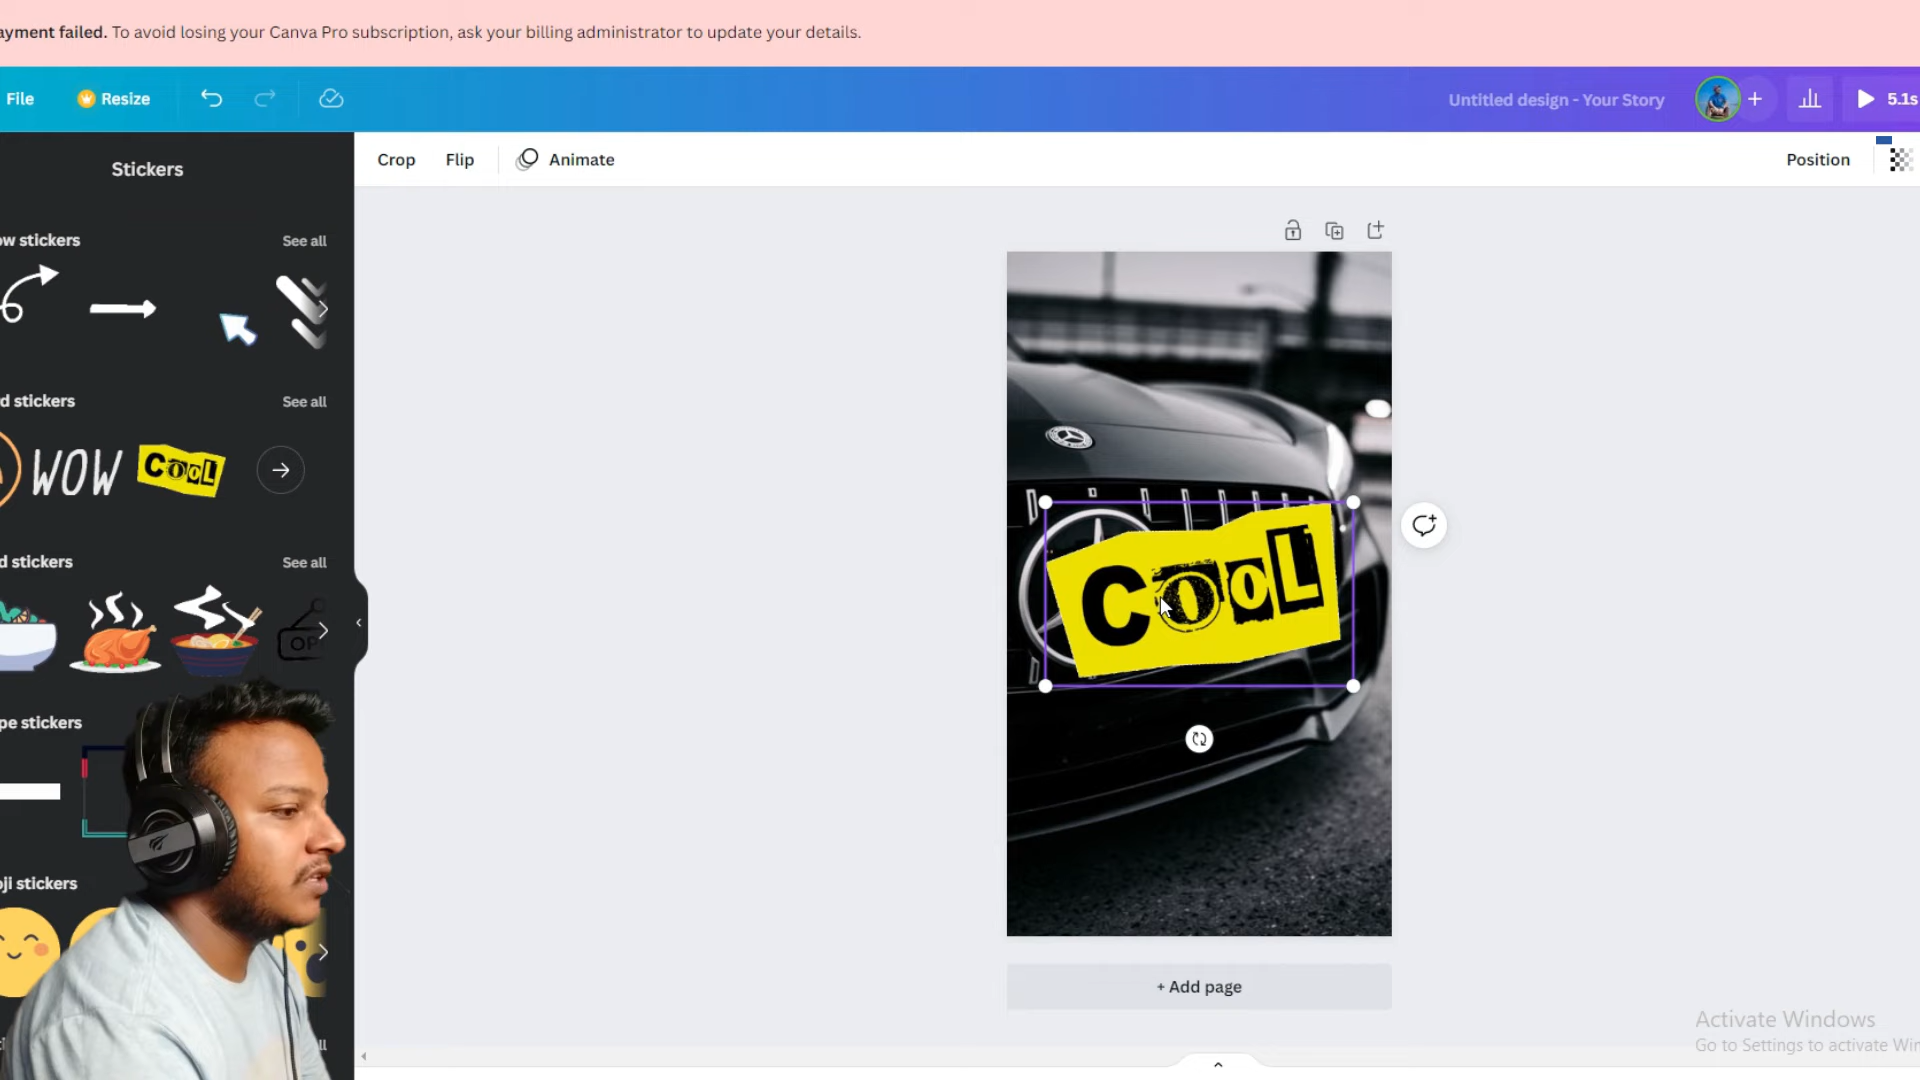 ayment failed. To avoid losing your Canva Pro subscription, ask your billing administrator to update your details.
File
Resize
Untitled design - Your Story
+
5.1s
Stickers
Crop
Flip
Animate
Position
ow stickers
See all
d stickers
See all
WOW
COOL
d stickers
See all
OP
pe stickers
ji stickers
COOL
+ Add page
Activate Windows
Go to Settings to activate Win